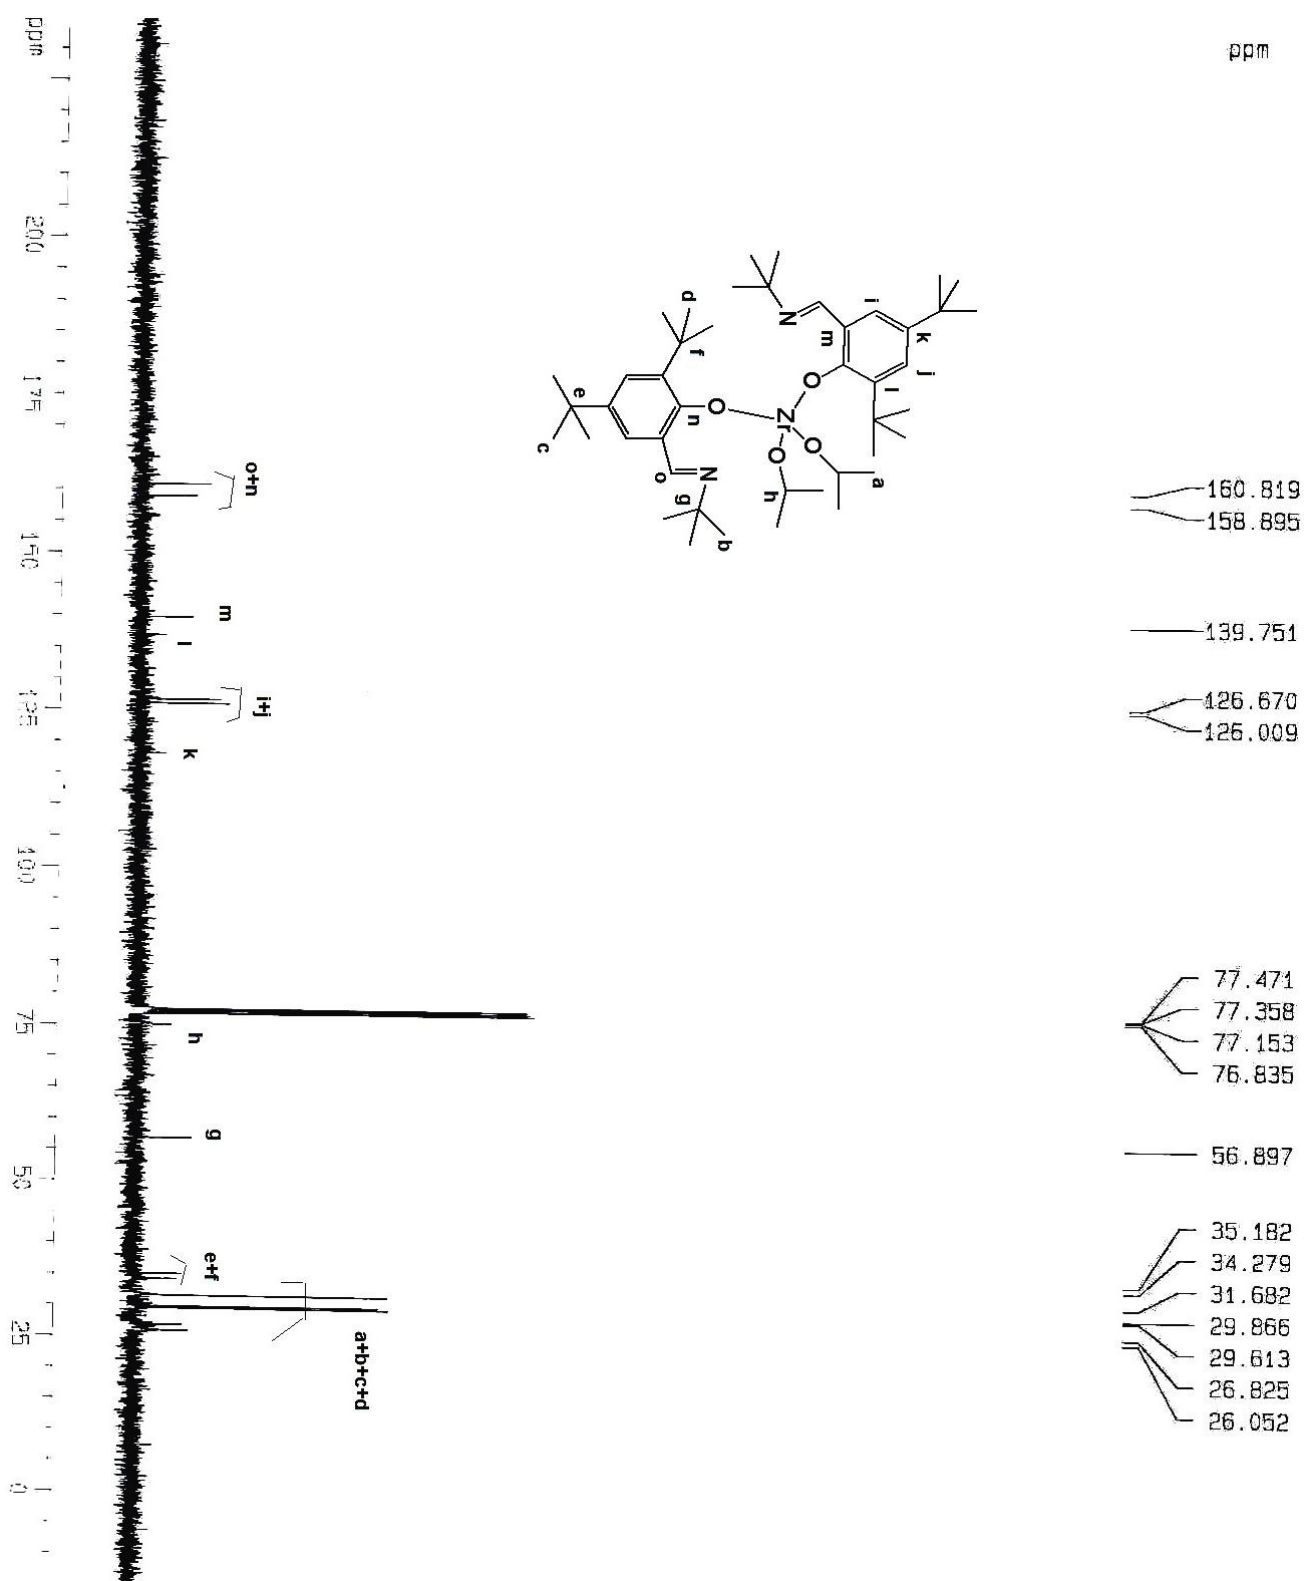 ppm
160.819
158.895
139.751
126.670
126.009
77.471
77.358
77.153
76.835
56.897
35.182
34.279
31.682
29.866
29.613
26.825
26.052
i
k
j
l
m
N
O
Zr
O
O
O
a
h
d
f
e
c
n
o
N
g
b
o+n
m
l
i+j
k
h
g
e+f
a+b+c+d
ppm
200
175
150
125
100
75
50
25
0